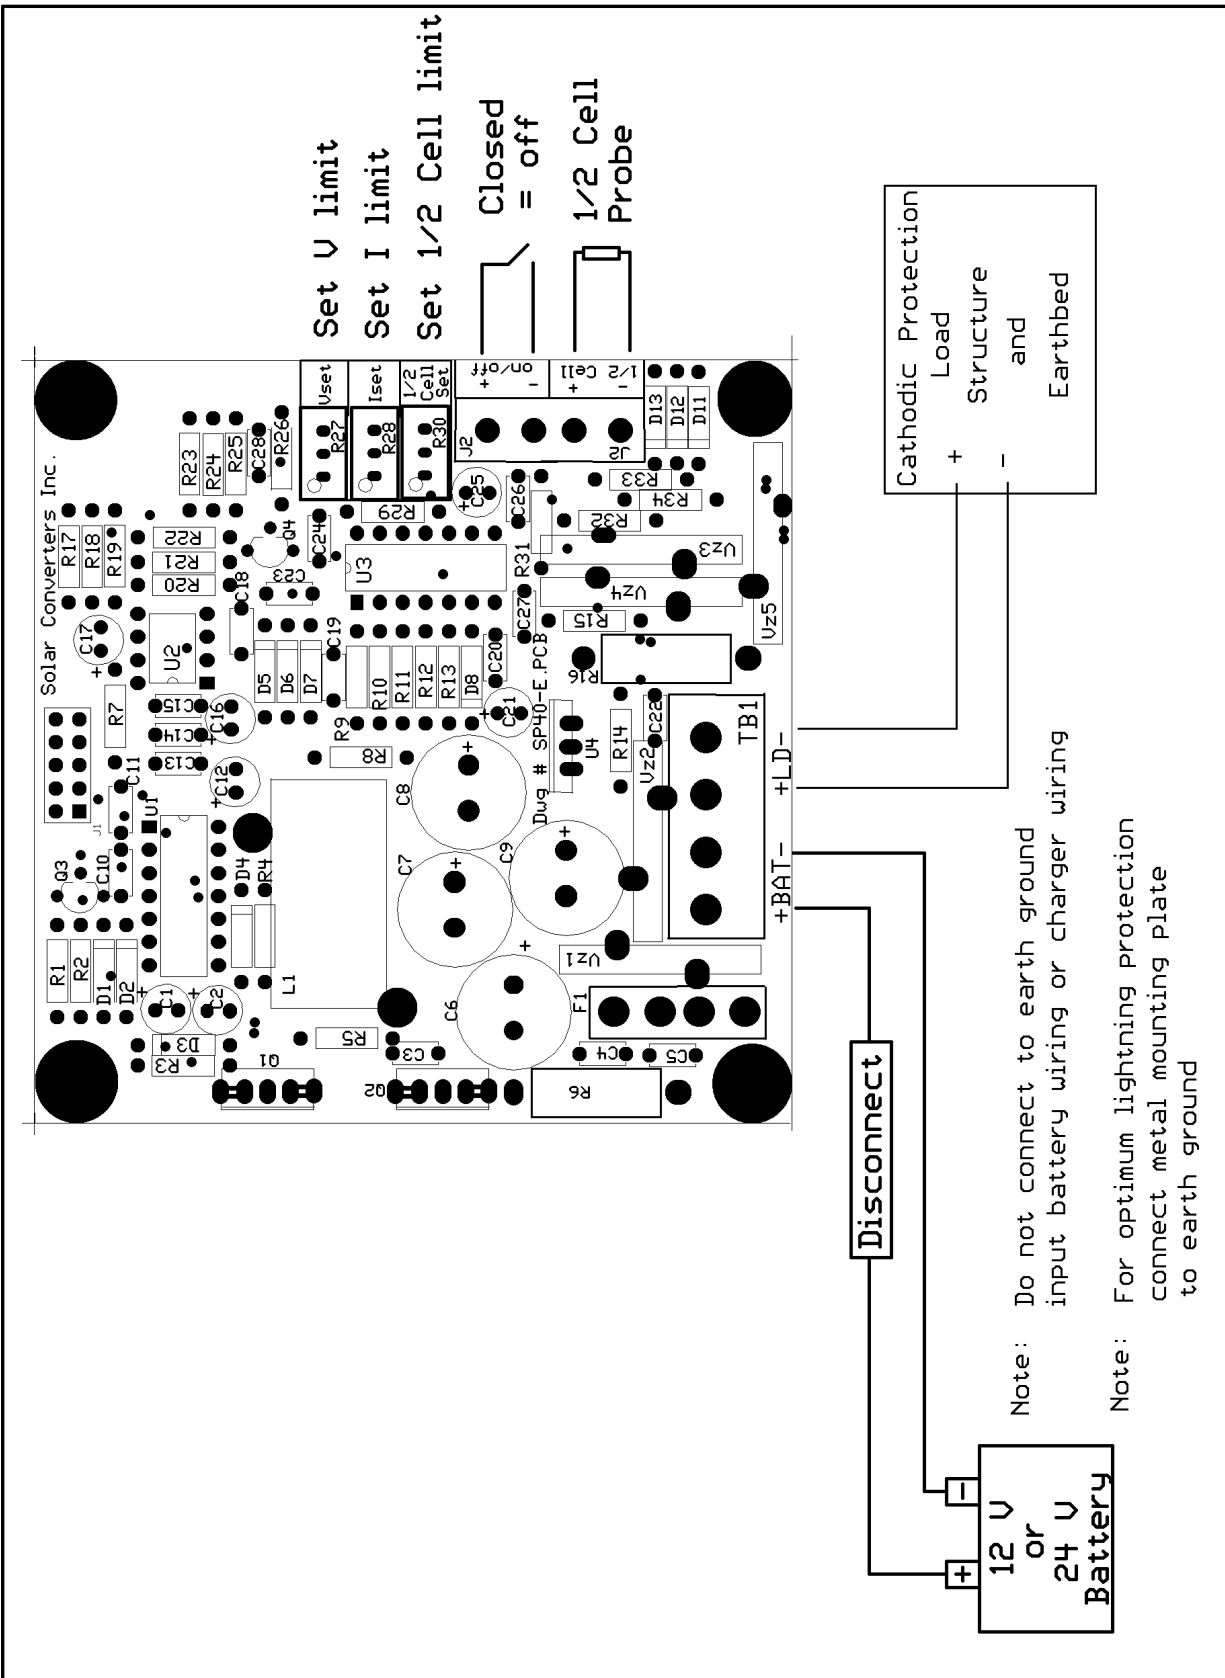 Solar Converters Inc.
R17
R18
R19
R23
R24
R25
C28
R26
R22
R21
R20
C17
U2
C18
Q4
C23
C24
R29
U3
Vset
R27
Iset
R28
1/2
Cell
Set
R30
Set V limit
Set I limit
Set 1/2 Cell limit
J2
+
on/off
-
+
1/2 Cell
-
J2
Closed
= off
1/2 Cell
Probe
D13
D12
D11
C25
C26
R31
R33
R34
R32
Vz3
Vz4
Vz5
C27
R15
R16
R7
C15
C14
C13
C16
C12
D5
D6
D7
C19
R9
R10
R11
R12
R13
D8
C20
C21
R8
J1
C11
U1
Q3
C10
D4
R4
L1
C8
C7
C9
C6
Dwg # SP40-E.PCB
U4
R14
C22
Vz2
TB1
Vz1
F1
R1
R2
D1
D2
C1
C2
D3
R3
Q1
R5
C3
Q2
C4
C5
R6
+BAT-
+LD-
Disconnect
Cathodic Protection
Load
+
Structure
-
and
Earthbed
Note: Do not connect to earth ground
input battery wiring or charger wiring
Note: For optimum lightning protection
connect metal mounting plate
to earth ground
+
-
12 V
or
24 V
Battery